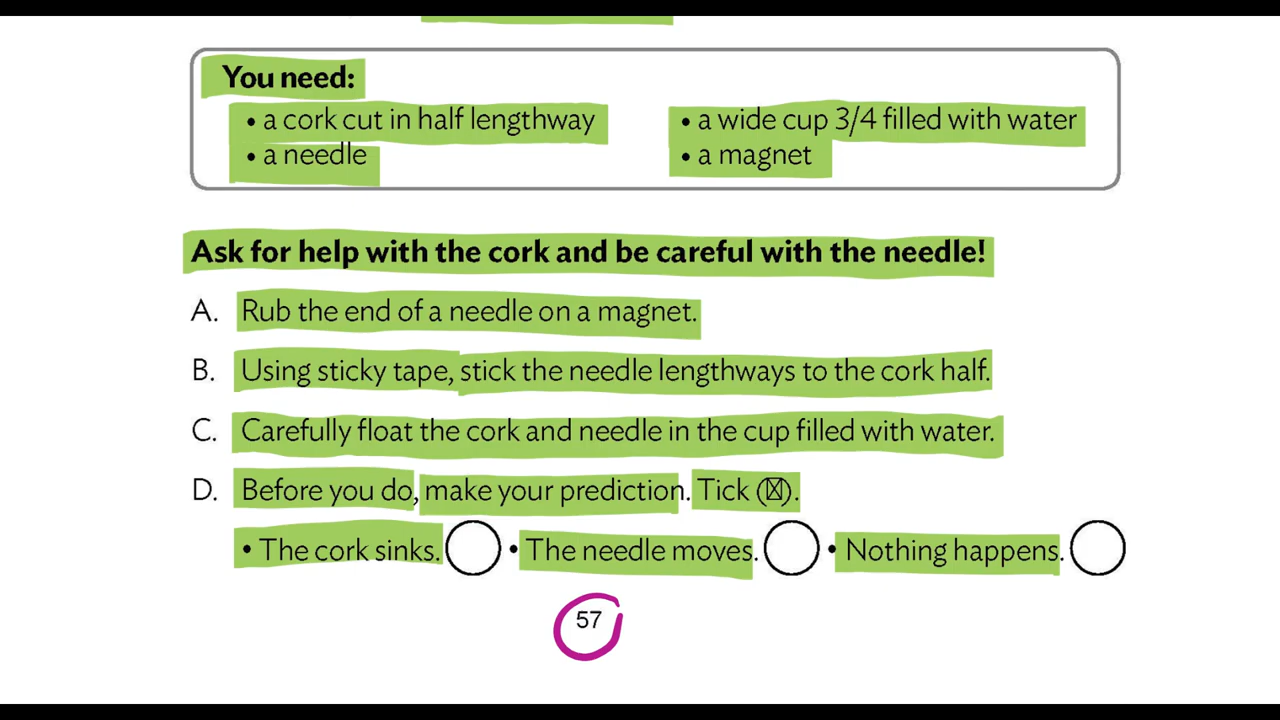 You need:
• a cork cut in half lengthway
• a wide cup 3/4 filled with water
• a needle
• a magnet
Ask for help with the cork and be careful with the needle!
A. Rub the end of a needle on a magnet.
B. Using sticky tape, stick the needle lengthways to the cork half.
C. Carefully float the cork and needle in the cup filled with water.
D. Before you do, make your prediction. Tick (☒).
• The cork sinks. • The needle moves. • Nothing happens.
57